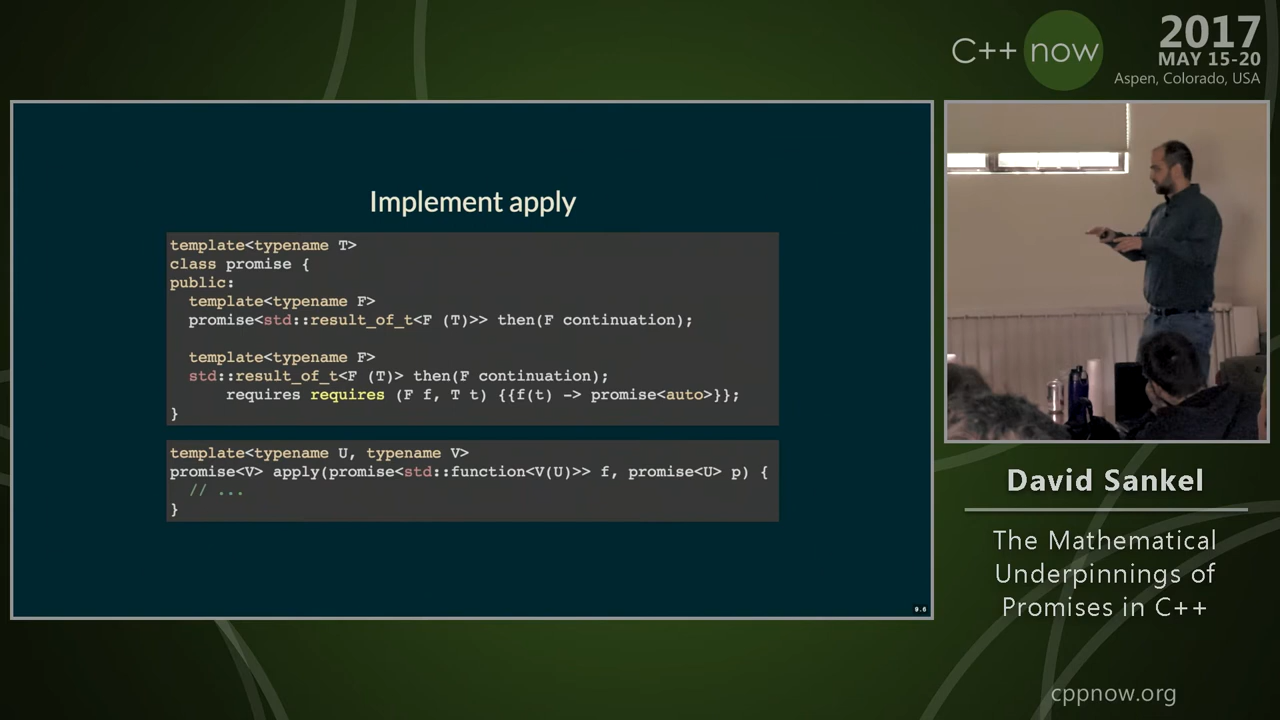 C++ now
2017
MAY 15-20
Aspen, Colorado, USA
Implement apply
template<typename T>
class promise {
public:
  template<typename F>
  promise<std::result_of_t<F (T)>> then(F continuation);
  template<typename F>
  std::result_of_t<F (T)> then(F continuation);
      requires requires (F f, T t) {{f(t) -> promise<auto>}};
}
template<typename U, typename V>
promise<V> apply(promise<std::function<V(U)>> f, promise<U> p) {
  // ...
}
9.6
David Sankel
The Mathematical
Underpinnings of
Promises in C++
cppnow.org